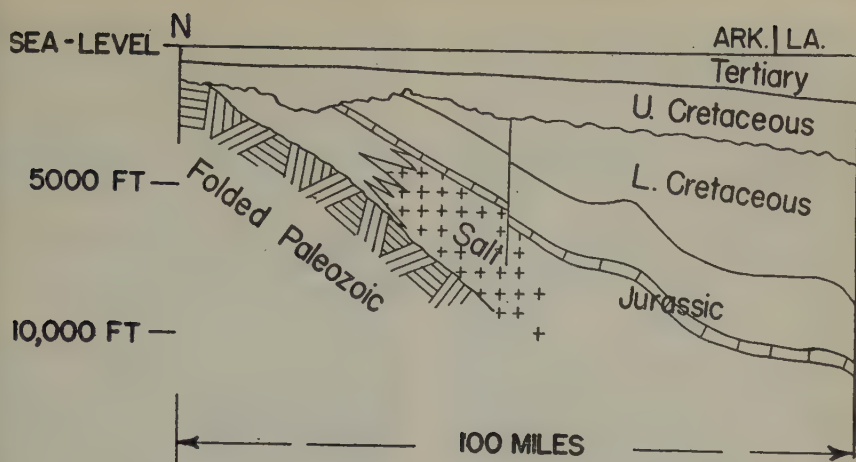 N
SEA-LEVEL
ARK. | LA.
Tertiary
U. Cretaceous
5000 FT
L. Cretaceous
Folded Paleozoic
Salt
Jurassic
10,000 FT
100 MILES